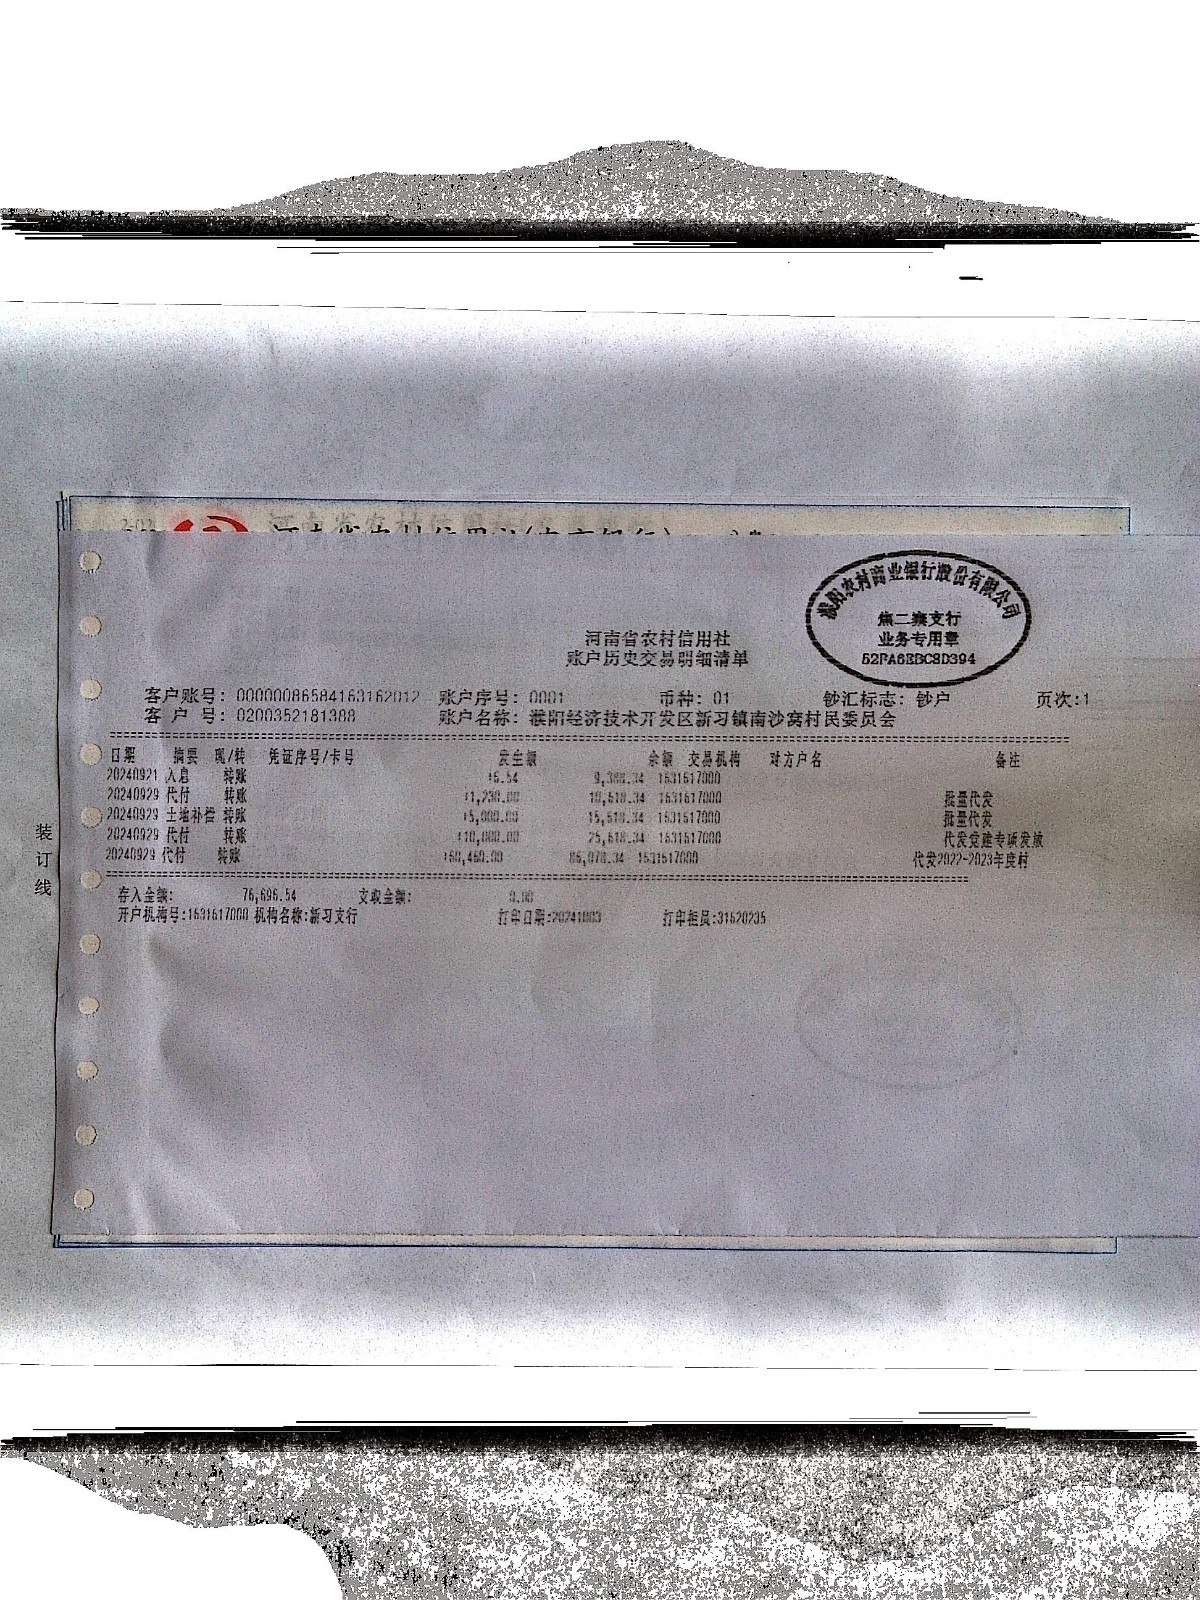 濮阳农村商业银行股份有限公司
焦二寨支行
业务专用章
52PA6EBC8D394
河南省农村信用社
账户历史交易明细清单
客户账号: 00000086584163162012 账户序号: 0001 币种: 01 钞汇标志: 钞户 页次:1
客 户 号: 0200352181388 账户名称: 濮阳经济技术开发区新习镇南沙窝村民委员会
日期 摘要 现/转 凭证序号/卡号 发生额 余额 交易机构 对方户名 备注
20240921 入息 转账 +6.54 9,388.34 1631617000
20240929 代付 转账 +1,230.00 10,618.34 1631617000 批量代发
20240929 土地补偿 转账 +5,000.00 15,618.34 1631617000 批量代发
20240929 代付 转账 +10,000.00 25,618.34 1631617000 代发党建专项发放
20240929 代付 转账 +60,460.00 86,078.34 1631617000 代发2022-2023年度村
存入金额: 76,696.54 支取金额: 0.00
开户机构号:1631617000 机构名称:新习支行 打印日期:20241003 打印柜员:31620235
装
订
线